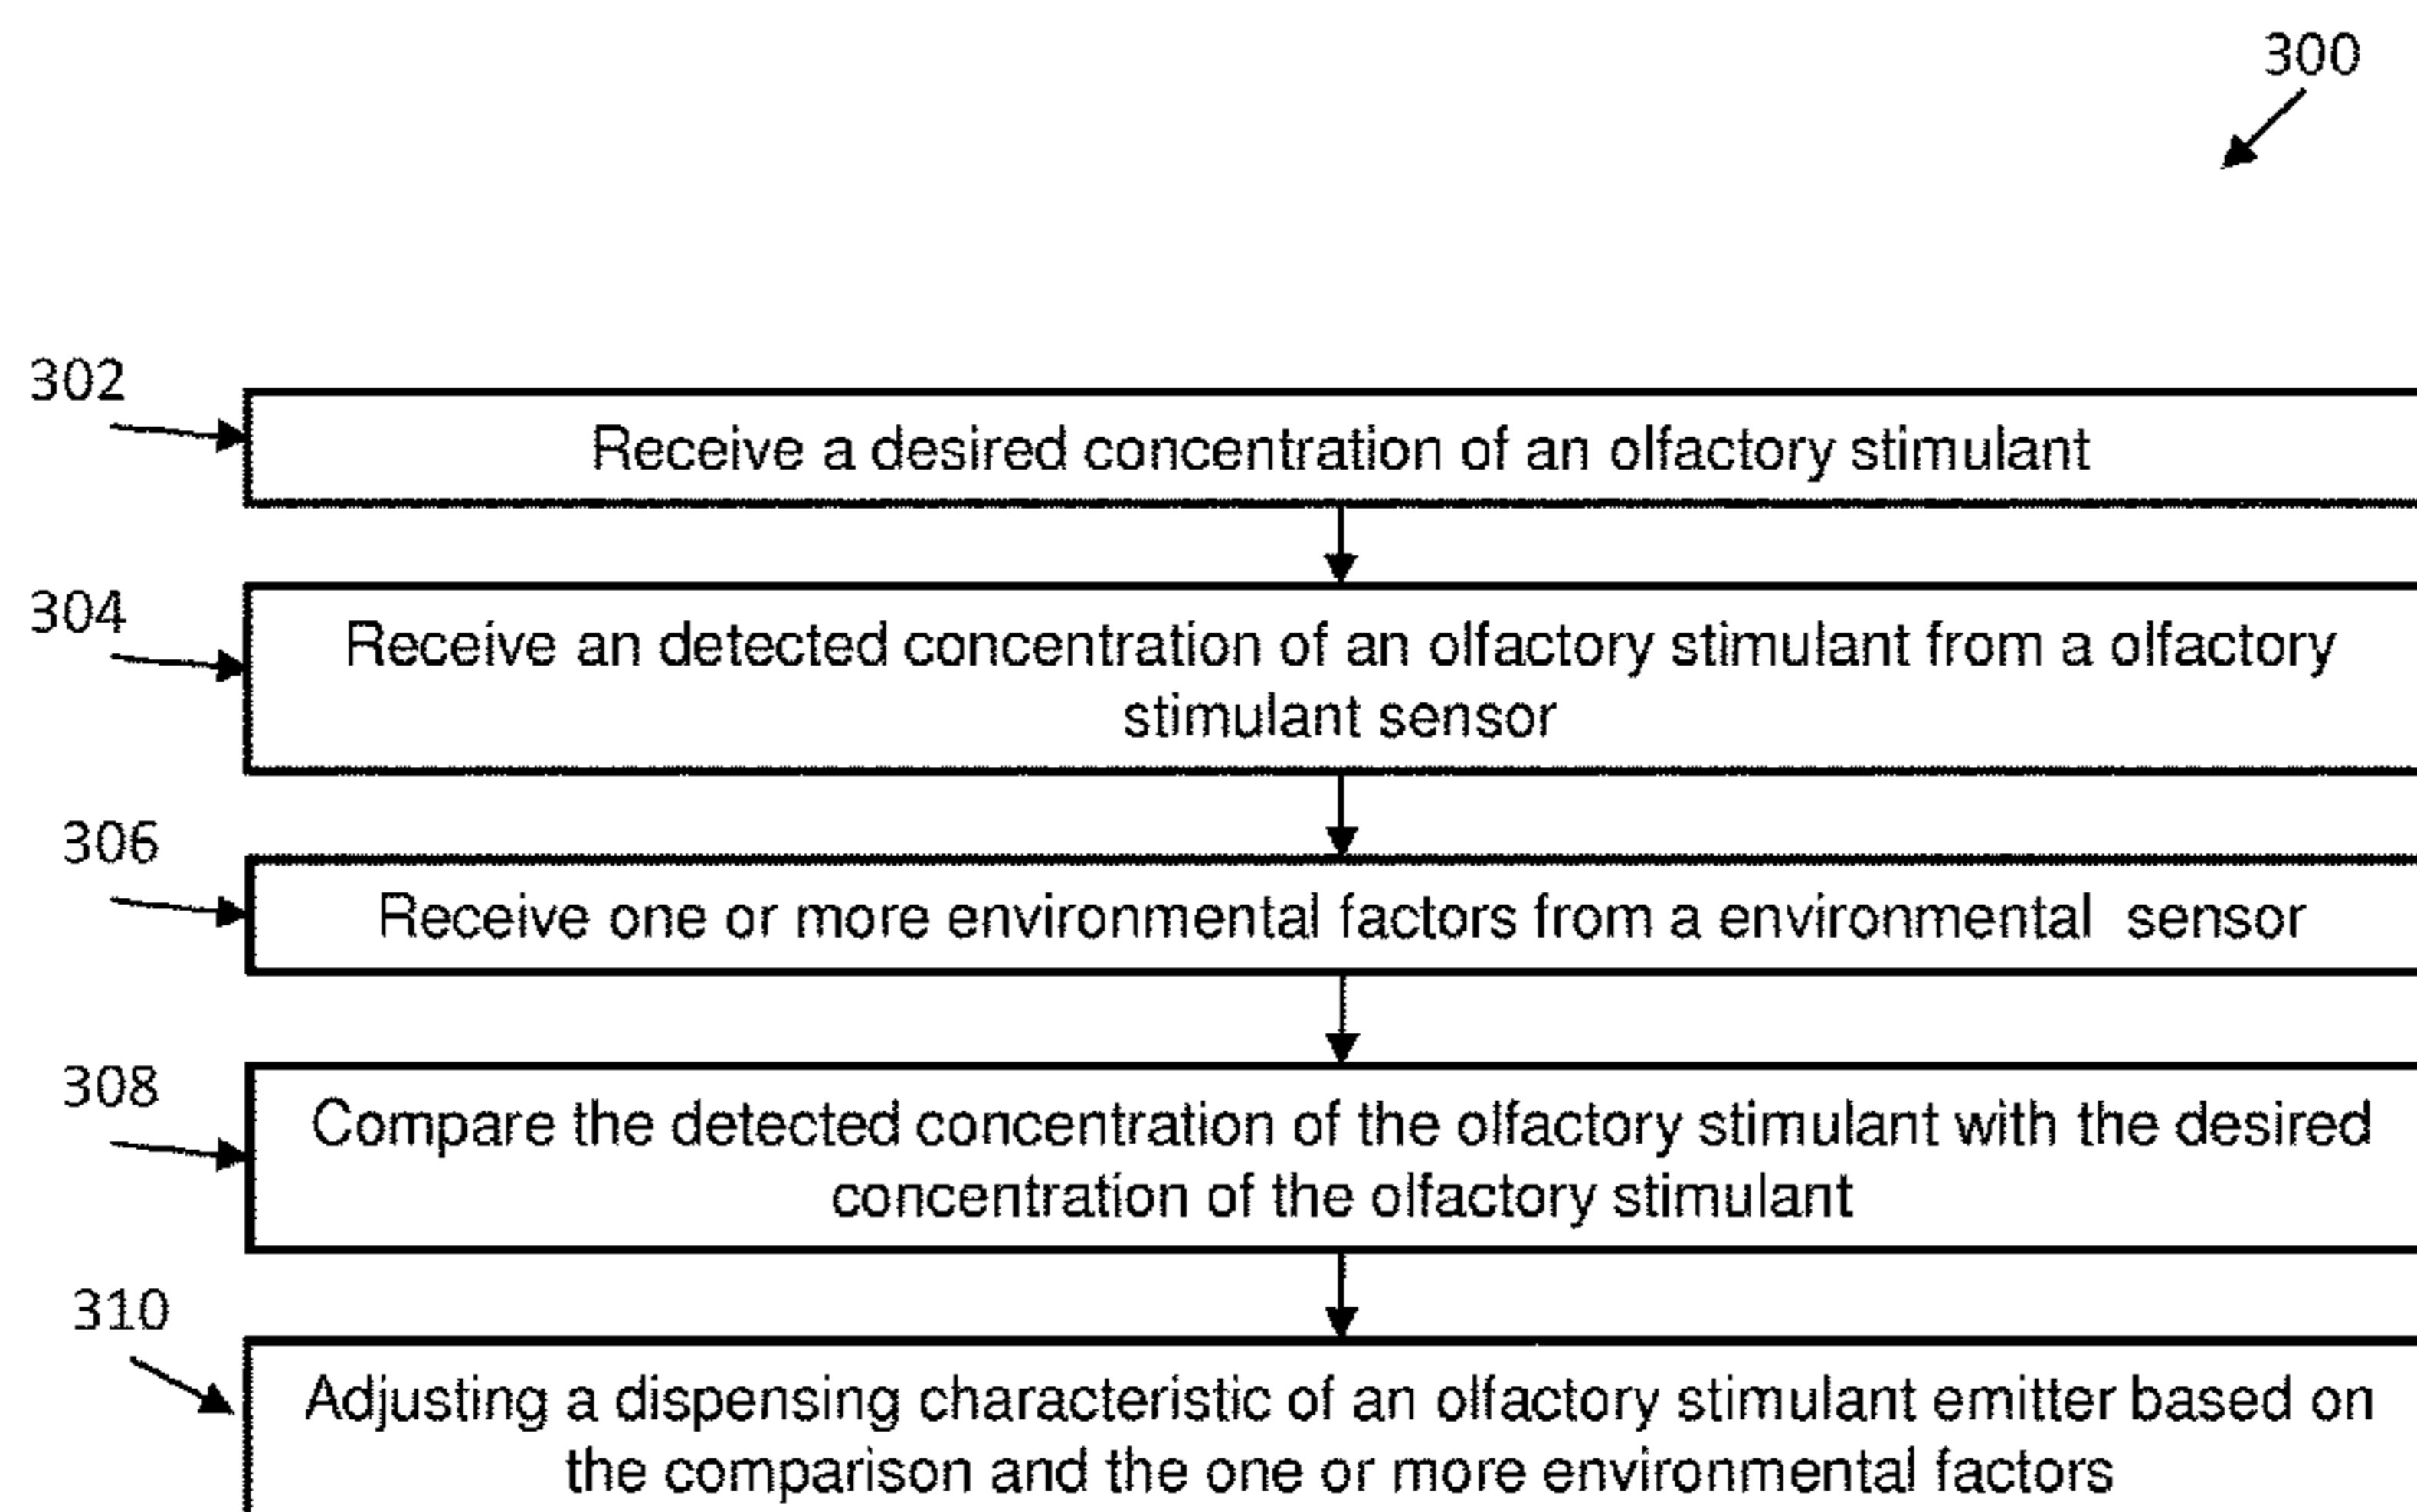 300
302
Receive a desired concentration of an olfactory stimulant
304
Receive an detected concentration of an olfactory stimulant from a olfactory
stimulant sensor
306
Receive one or more environmental factors from a environmental sensor
308
Compare the detected concentration of the olfactory stimulant with the desired
concentration of the olfactory stimulant
310
Adjusting a dispensing characteristic of an olfactory stimulant emitter based on
the comparison and the one or more environmental factors